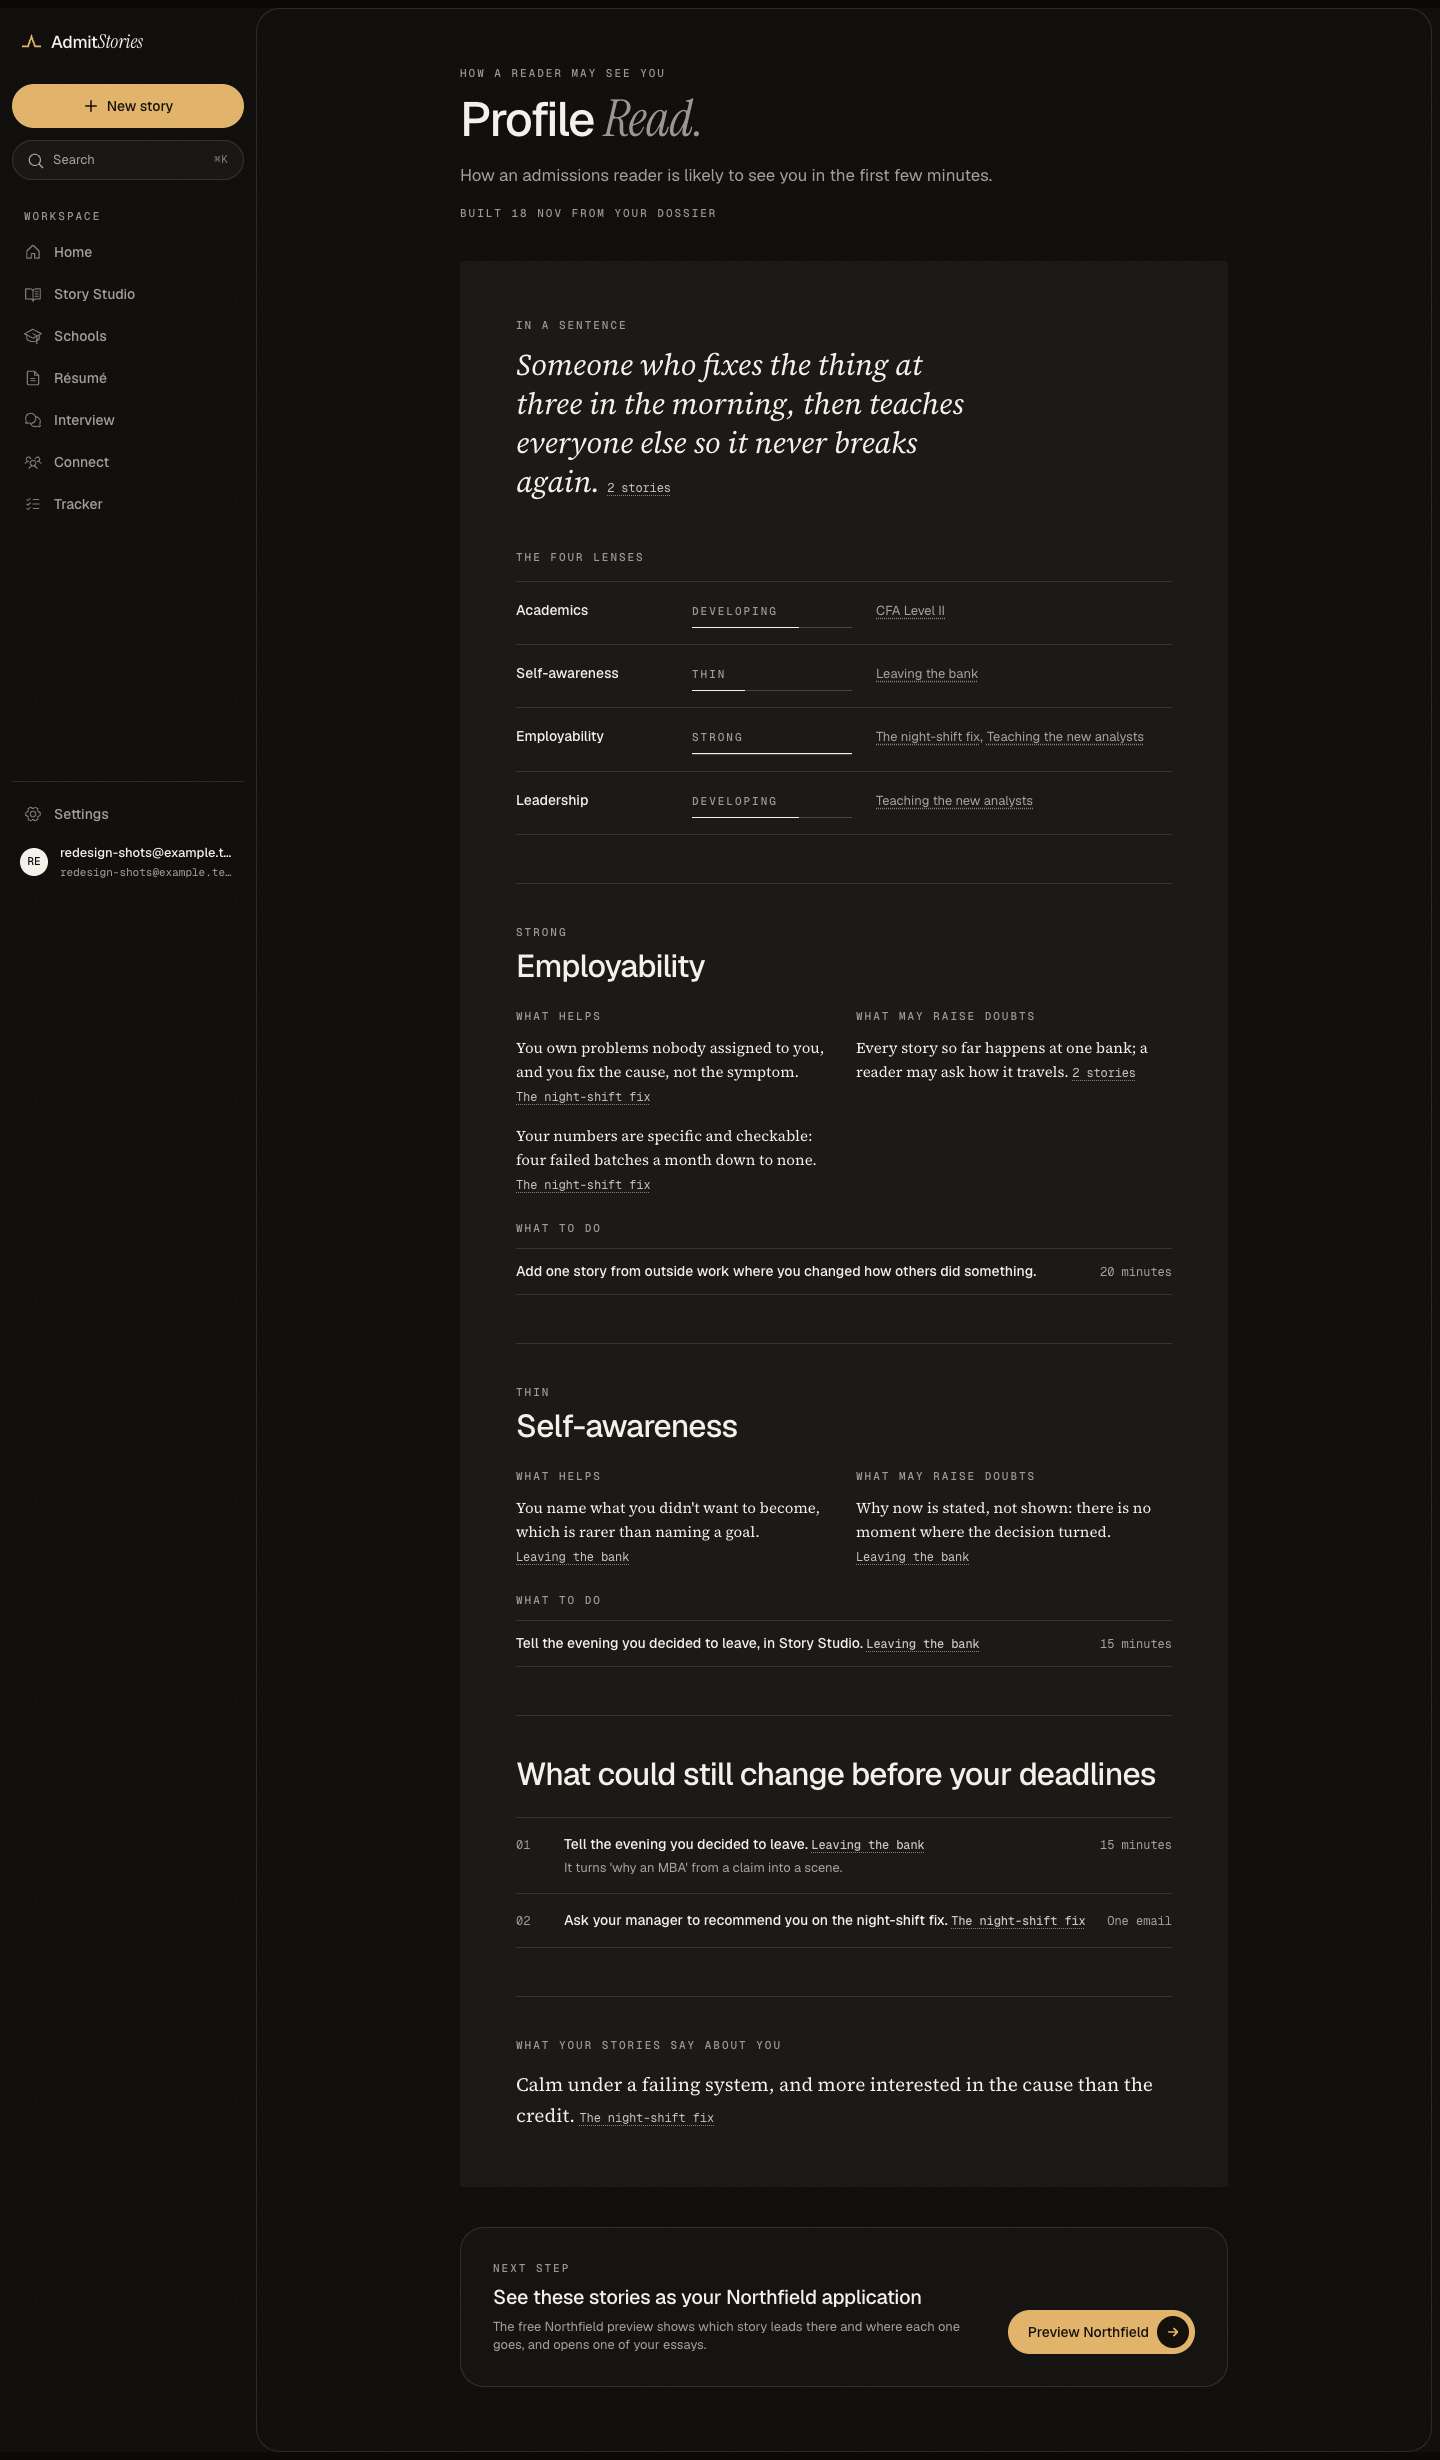 AdmitStories
New story
Search ⌘K
WORKSPACE
Home
Story Studio
Schools
Résumé
Interview
Connect
Tracker
Settings
RE
redesign-shots@example.t…
redesign-shots@example.te…
HOW A READER MAY SEE YOU
Profile Read.
How an admissions reader is likely to see you in the first few minutes.
BUILT 18 NOV FROM YOUR DOSSIER
IN A SENTENCE
Someone who fixes the thing at
three in the morning, then teaches
everyone else so it never breaks
again. 2 stories
THE FOUR LENSES
Academics DEVELOPING CFA Level II
Self-awareness THIN Leaving the bank
Employability STRONG The night-shift fix, Teaching the new analysts
Leadership DEVELOPING Teaching the new analysts
STRONG
Employability
WHAT HELPS
You own problems nobody assigned to you,
and you fix the cause, not the symptom.
The night-shift fix
Your numbers are specific and checkable:
four failed batches a month down to none.
The night-shift fix
WHAT MAY RAISE DOUBTS
Every story so far happens at one bank; a
reader may ask how it travels. 2 stories
WHAT TO DO
Add one story from outside work where you changed how others did something. 20 minutes
THIN
Self-awareness
WHAT HELPS
You name what you didn't want to become,
which is rarer than naming a goal.
Leaving the bank
WHAT MAY RAISE DOUBTS
Why now is stated, not shown: there is no
moment where the decision turned.
Leaving the bank
WHAT TO DO
Tell the evening you decided to leave, in Story Studio. Leaving the bank 15 minutes
What could still change before your deadlines
01 Tell the evening you decided to leave. Leaving the bank 15 minutes
It turns 'why an MBA' from a claim into a scene.
02 Ask your manager to recommend you on the night-shift fix. The night-shift fix One email
WHAT YOUR STORIES SAY ABOUT YOU
Calm under a failing system, and more interested in the cause than the
credit. The night-shift fix
NEXT STEP
See these stories as your Northfield application
The free Northfield preview shows which story leads there and where each one
goes, and opens one of your essays.
Preview Northfield